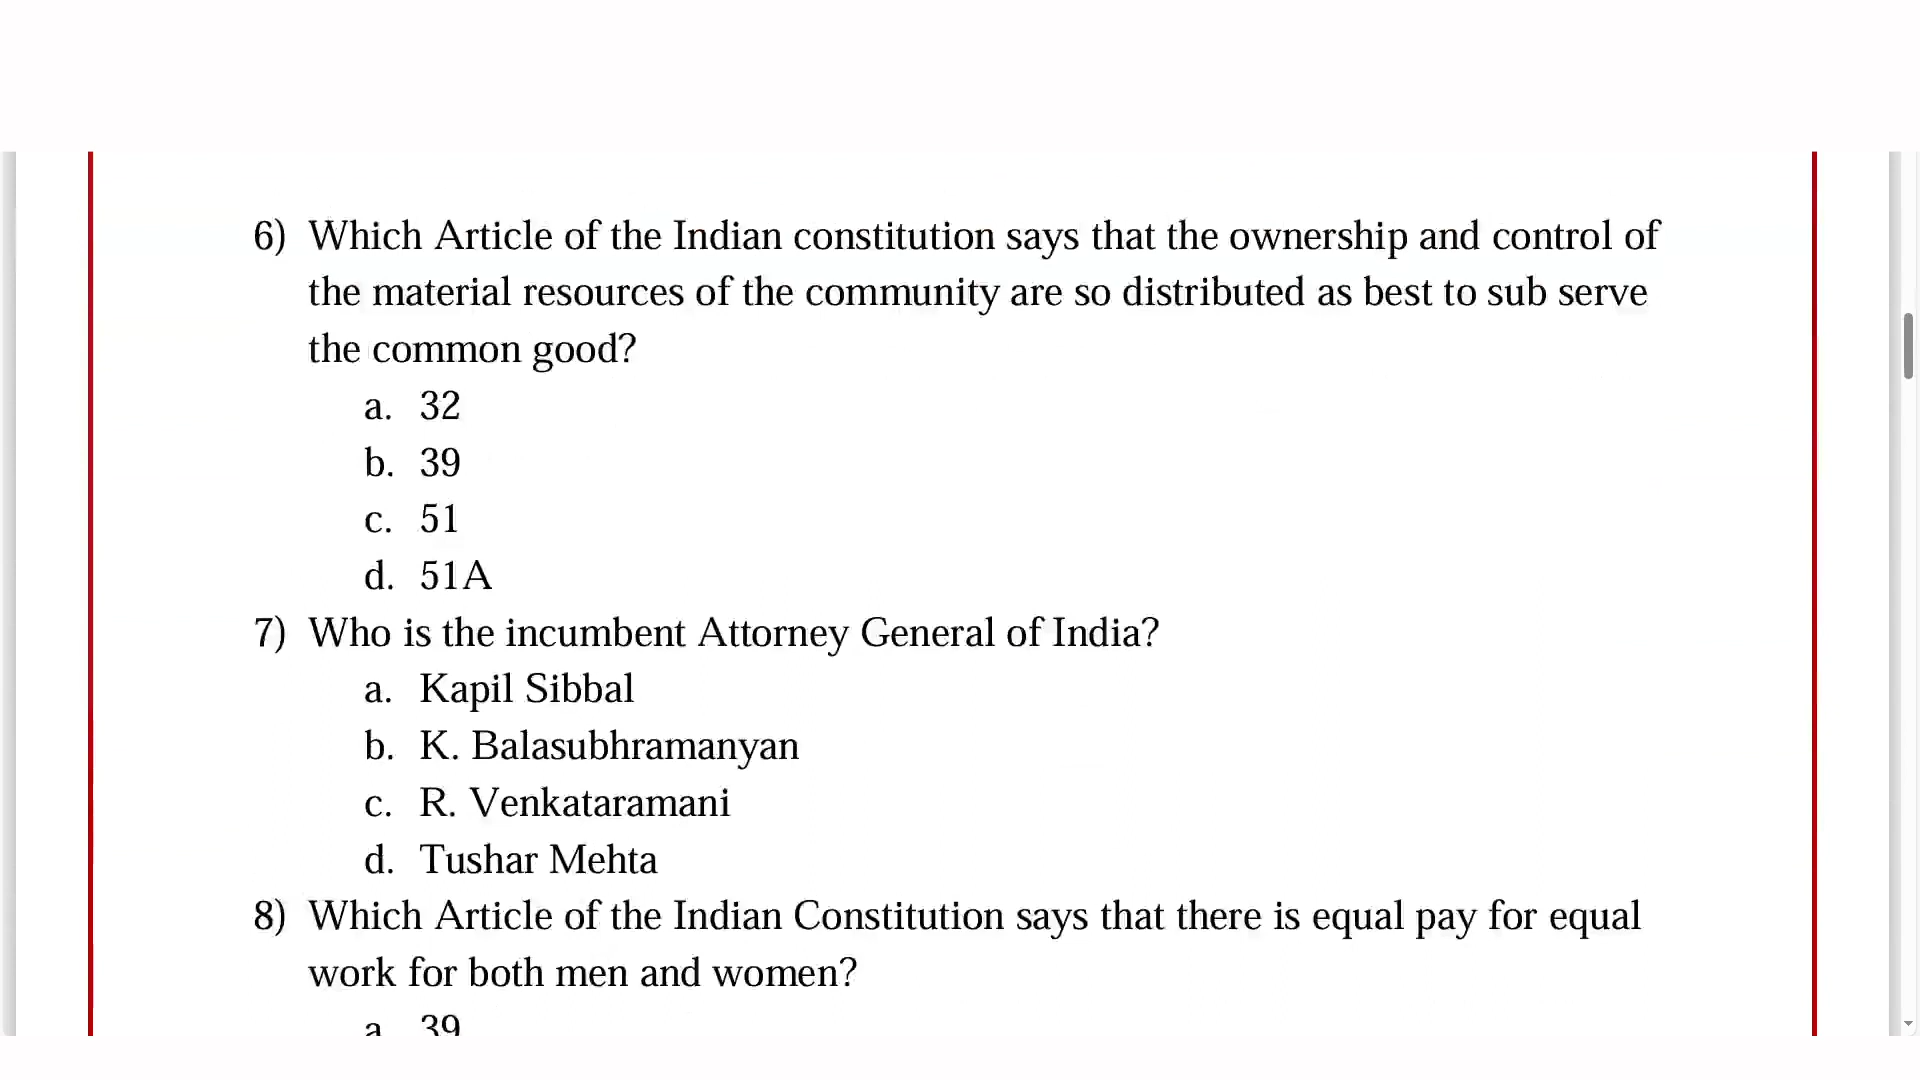 6) Which Article of the Indian constitution says that the ownership and control of
the material resources of the community are so distributed as best to sub serve
the common good?
a. 32
b. 39
c. 51
d. 51A
7) Who is the incumbent Attorney General of India?
a. Kapil Sibbal
b. K. Balasubhramanyan
c. R. Venkataramani
d. Tushar Mehta
8) Which Article of the Indian Constitution says that there is equal pay for equal
work for both men and women?
a 39